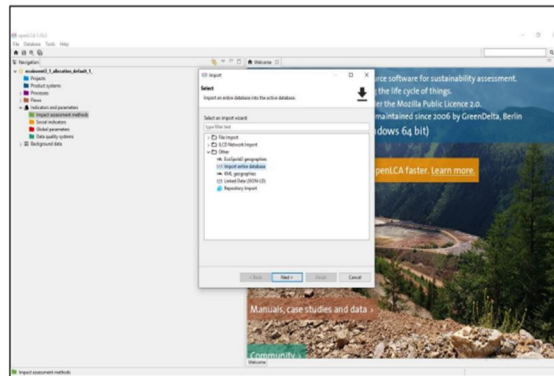 openLCA 1.10.3
File Database Tools Help
Navigation
Welcome
ecoinvent3_1_allocation_default_1_
Projects
Product systems
Processes
Flows
Indicators and parameters
Impact assessment methods
Social indicators
Global parameters
Data quality systems
Background data
Import
Select
Import an entire database into the active database.
Select an import wizard:
type filter text
File Import
ILCD Network Import
Other
EcoSpold2 geographies
Import entire database
KML geographies
Linked Data (JSON-LD)
Repository Import
< Back
Next >
Finish
Cancel
urce software for sustainability assessment.
g the life cycle of things.
er the Mozilla Public Licence 2.0.
maintained since 2006 by GreenDelta, Berlin
dows 64 bit)
penLCA faster. Learn more.
Manuals, case studies and data ›
Community ›
Welcome
Impact assessment methods